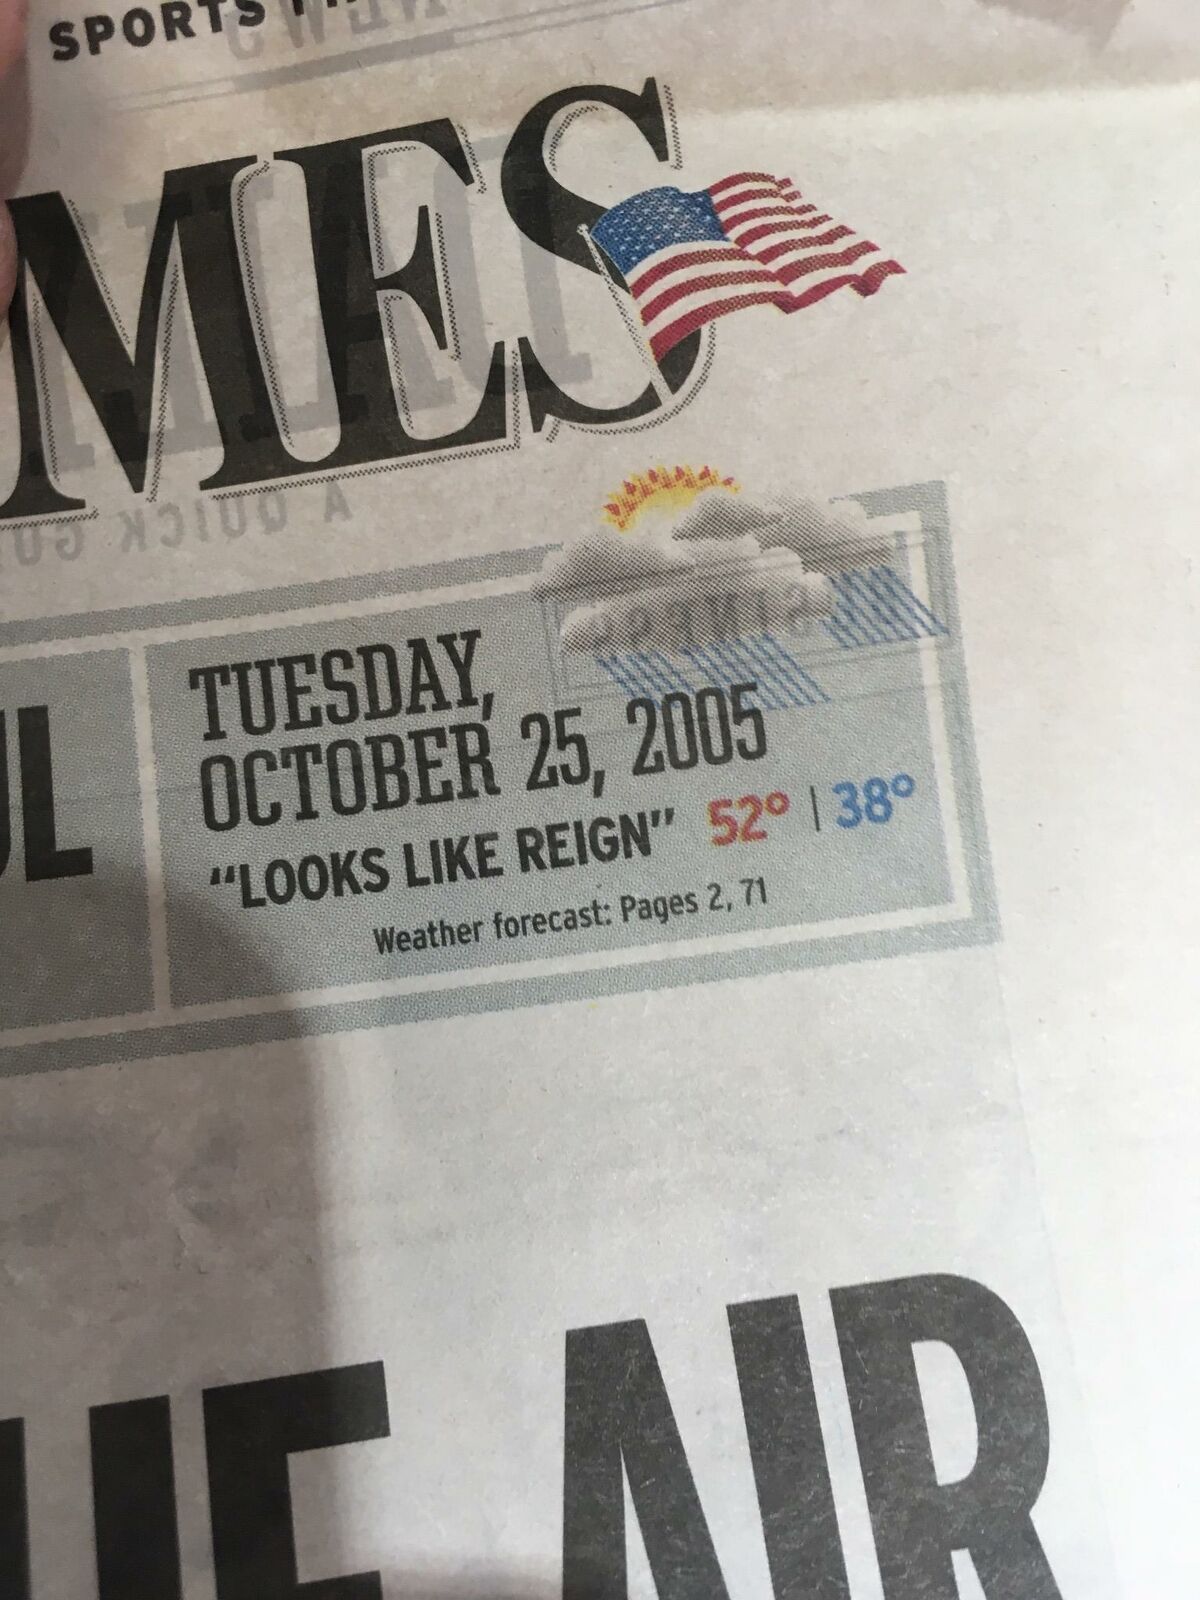 SPORTS
MES
TUESDAY,
OCTOBER 25, 2005
"LOOKS LIKE REIGN" 52° | 38°
Weather forecast: Pages 2, 71
UL
AIR